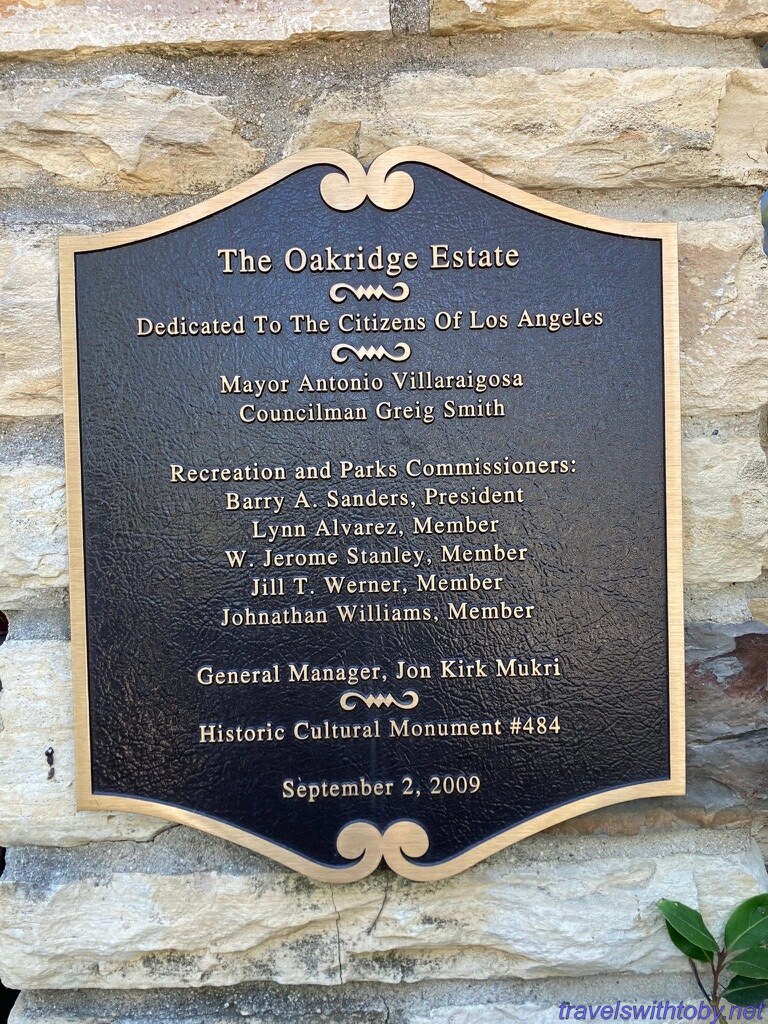 The Oakridge Estate
Dedicated To The Citizens Of Los Angeles
Mayor Antonio Villaraigosa
Councilman Greig Smith
Recreation and Parks Commissioners:
Barry A. Sanders, President
Lynn Alvarez, Member
W. Jerome Stanley, Member
Jill T. Werner, Member
Johnathan Williams, Member
General Manager, Jon Kirk Mukri
Historic Cultural Monument #484
September 2, 2009
travelswithtoby.net